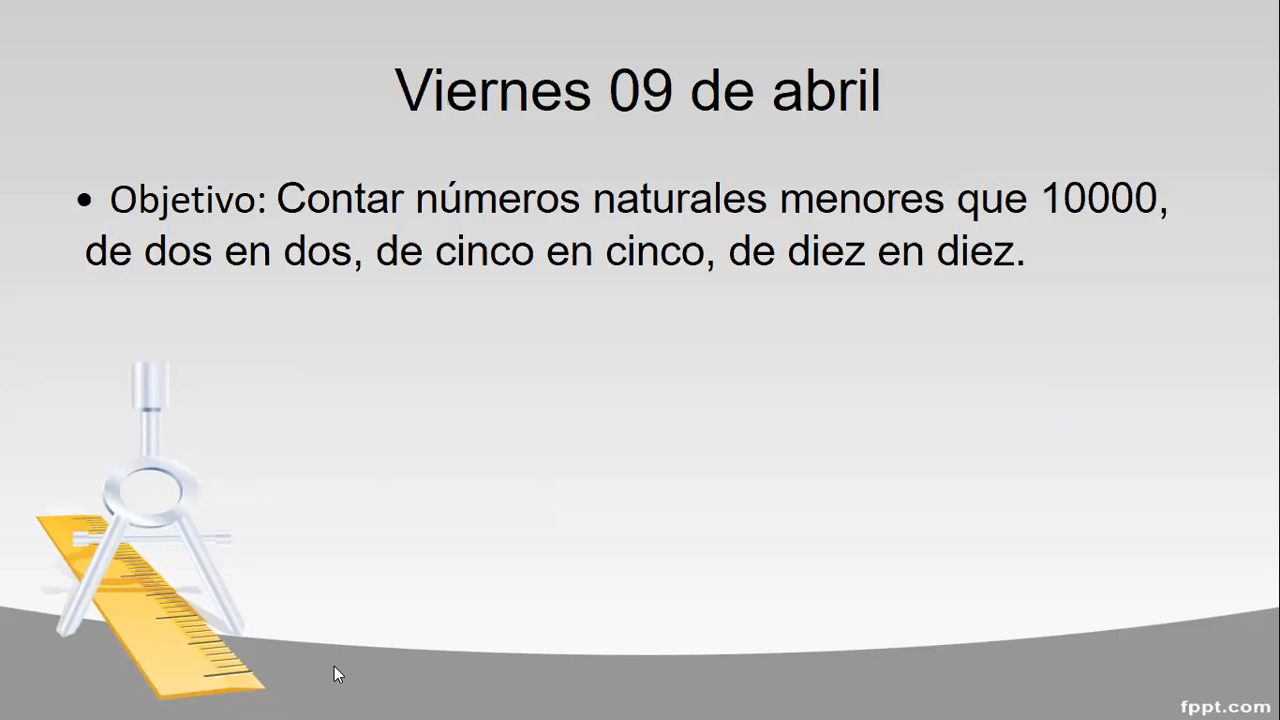 Viernes 09 de abril
• Objetivo: Contar números naturales menores que 10000,
de dos en dos, de cinco en cinco, de diez en diez.
fppt.com